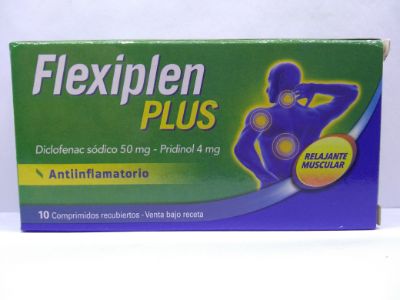 Flexiplen
PLUS
Diclofenac sódico 50 mg - Pridinol 4 mg
Antiinflamatorio
RELAJANTE
MUSCULAR
10 Comprimidos recubiertos - Venta bajo receta